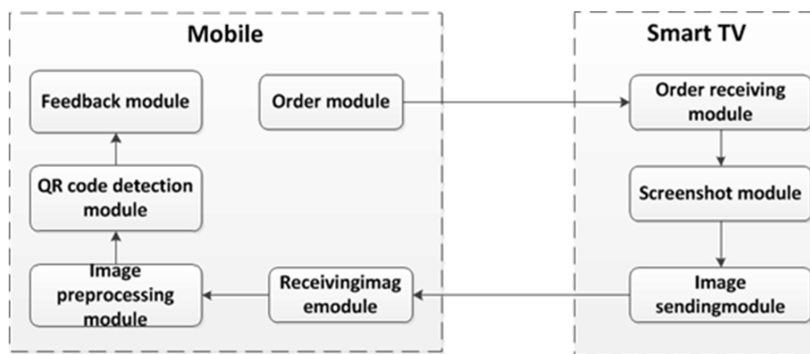 Mobile
Smart TV
Feedback module
Order module
Order receiving
module
QR code detection
module
Screenshot module
Image
preprocessing
module
Receivingimag
emodule
Image
sendingmodule